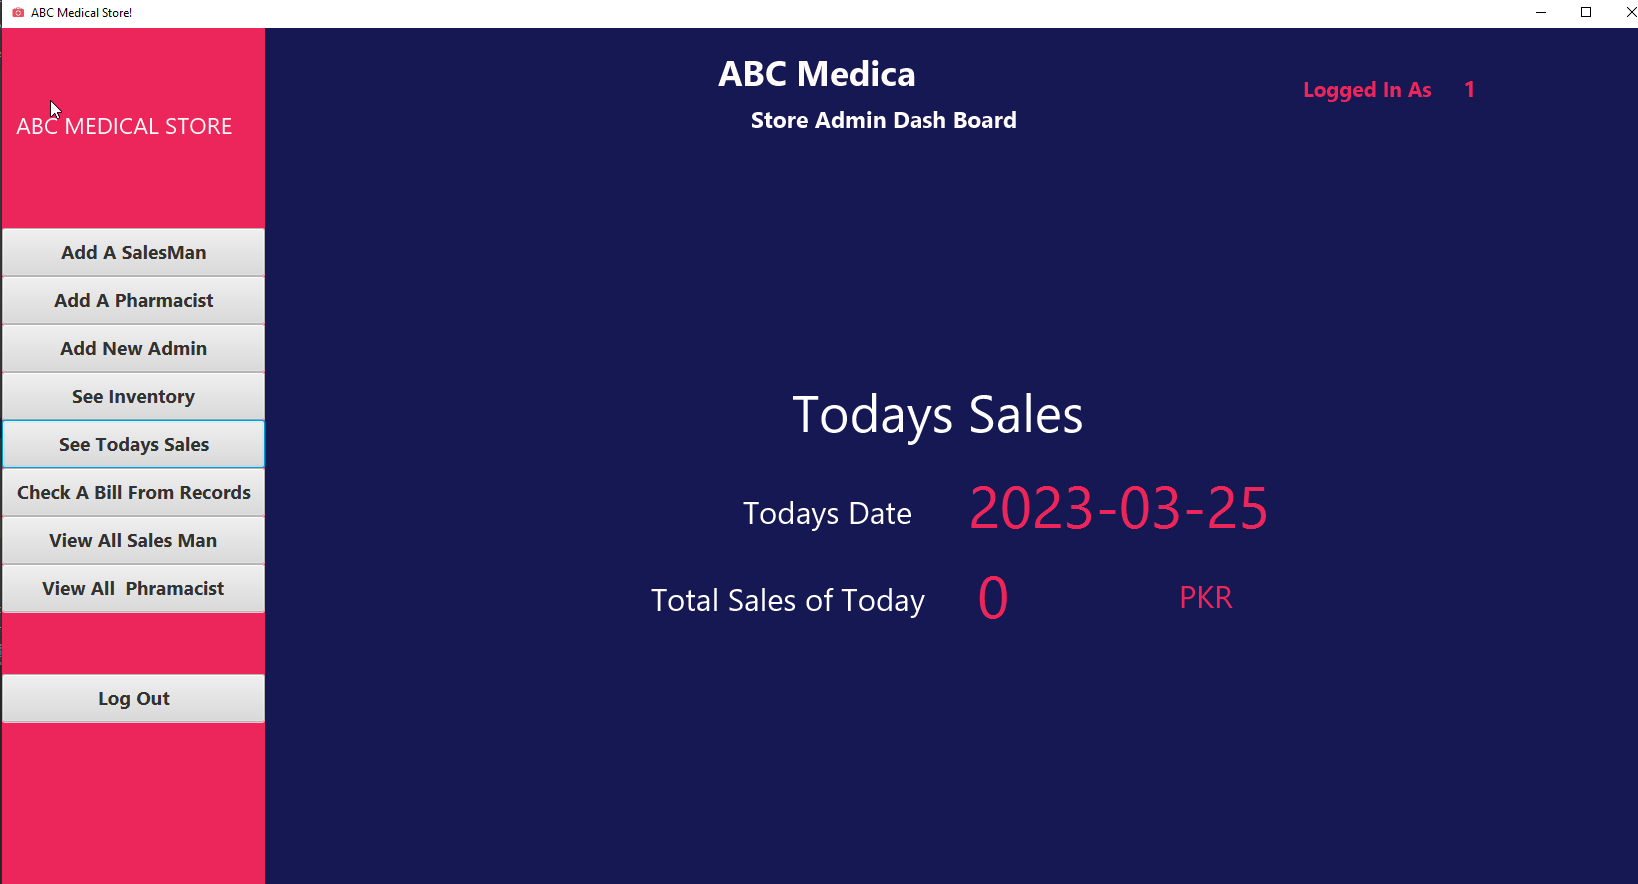 ABC Medical Store!
ABC MEDICAL STORE
Add A SalesMan
Add A Pharmacist
Add New Admin
See Inventory
See Todays Sales
Check A Bill From Records
View All Sales Man
View All  Phramacist
Log Out
ABC Medica
Store Admin Dash Board
Logged In As 1
Todays Sales
Todays Date 2023-03-25
Total Sales of Today 0 PKR